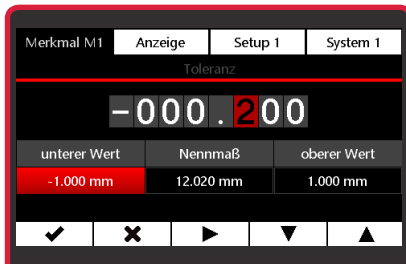 Merkmal M1 Anzeige Setup 1 System 1
Toleranz
-000.200
unterer Wert Nennmaß oberer Wert
-1.000 mm 12.020 mm 1.000 mm